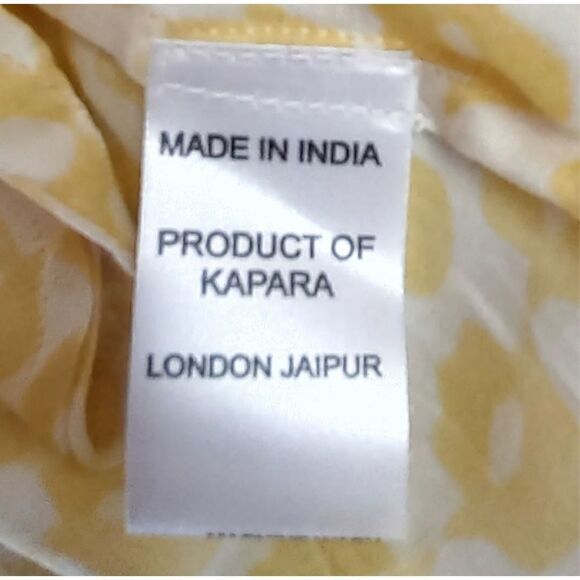 MADE IN INDIA
PRODUCT OF
KAPARA
LONDON JAIPUR